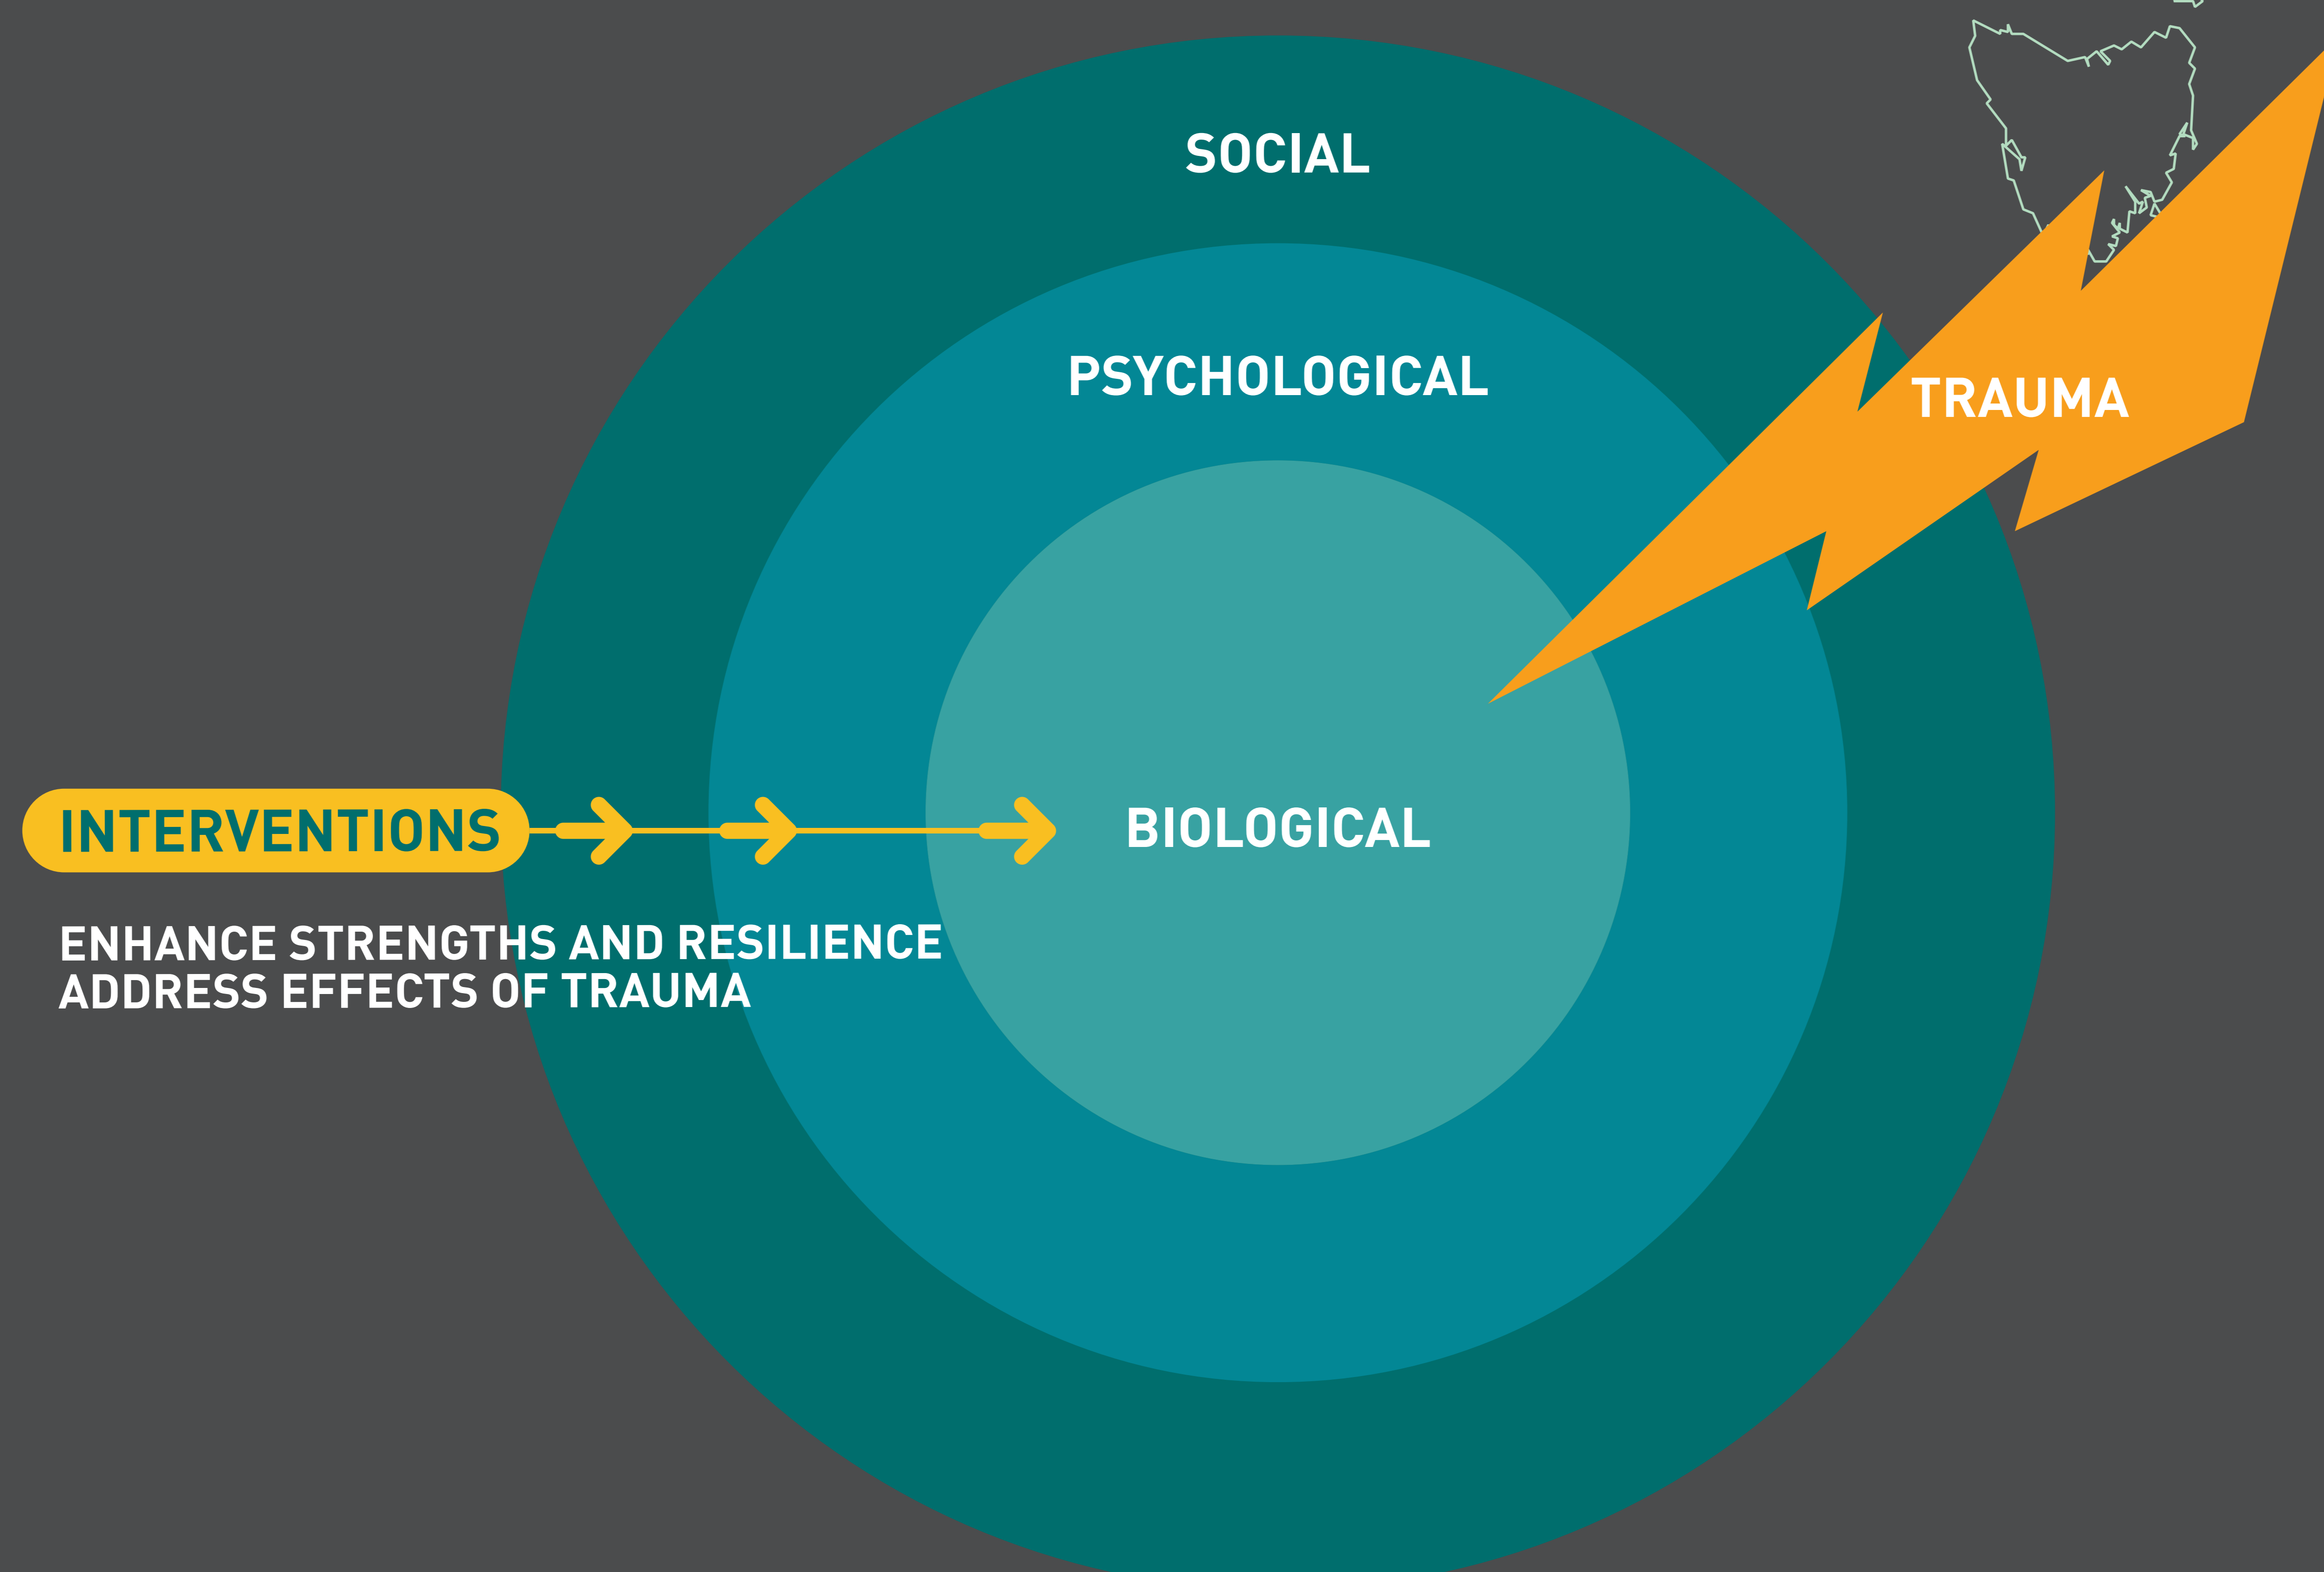 SOCIAL
PSYCHOLOGICAL
TRAUMA
INTERVENTIONS
BIOLOGICAL
ENHANCE STRENGTHS AND RESILIENCE
ADDRESS EFFECTS OF TRAUMA